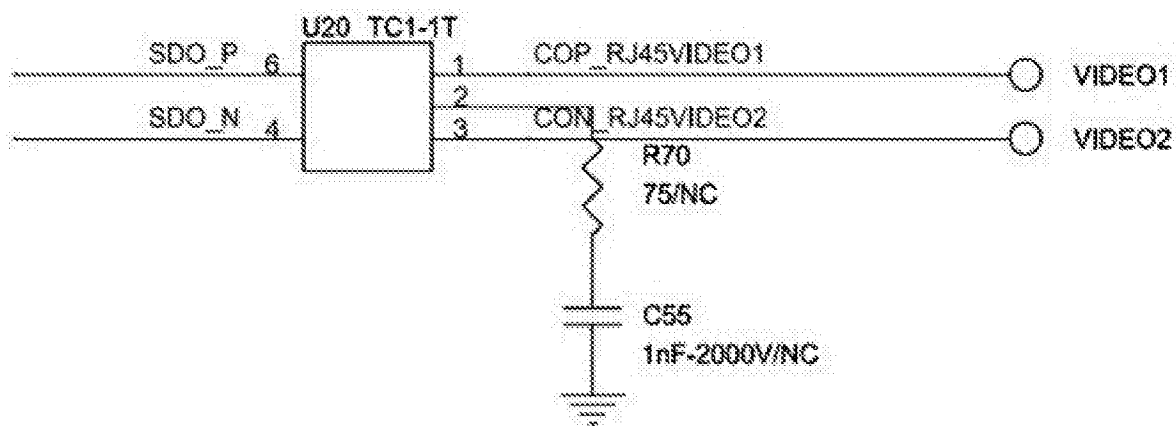 U20 TC1-1T
SDO_P 6 1 COP_RJ45VIDEO1 VIDEO1
2
SDO_N 4 3 CON_RJ45VIDEO2 VIDEO2
R70
75/NC
C55
1nF-2000V/NC